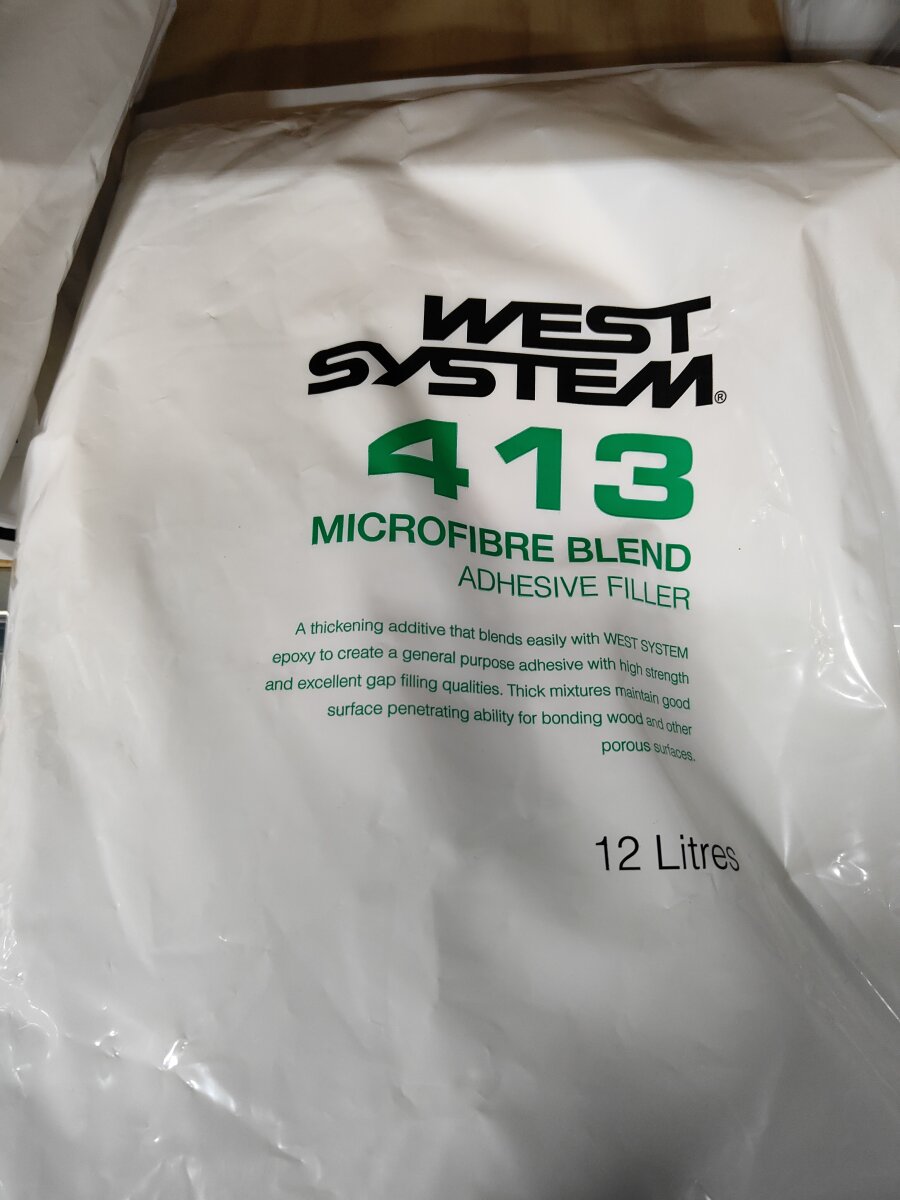 WEST
SYSTEM®
413
MICROFIBRE BLEND
ADHESIVE FILLER
A thickening additive that blends easily with WEST SYSTEM
epoxy to create a general purpose adhesive with high strength
and excellent gap filling qualities. Thick mixtures maintain good
surface penetrating ability for bonding wood and other
porous surfaces.
12 Litres